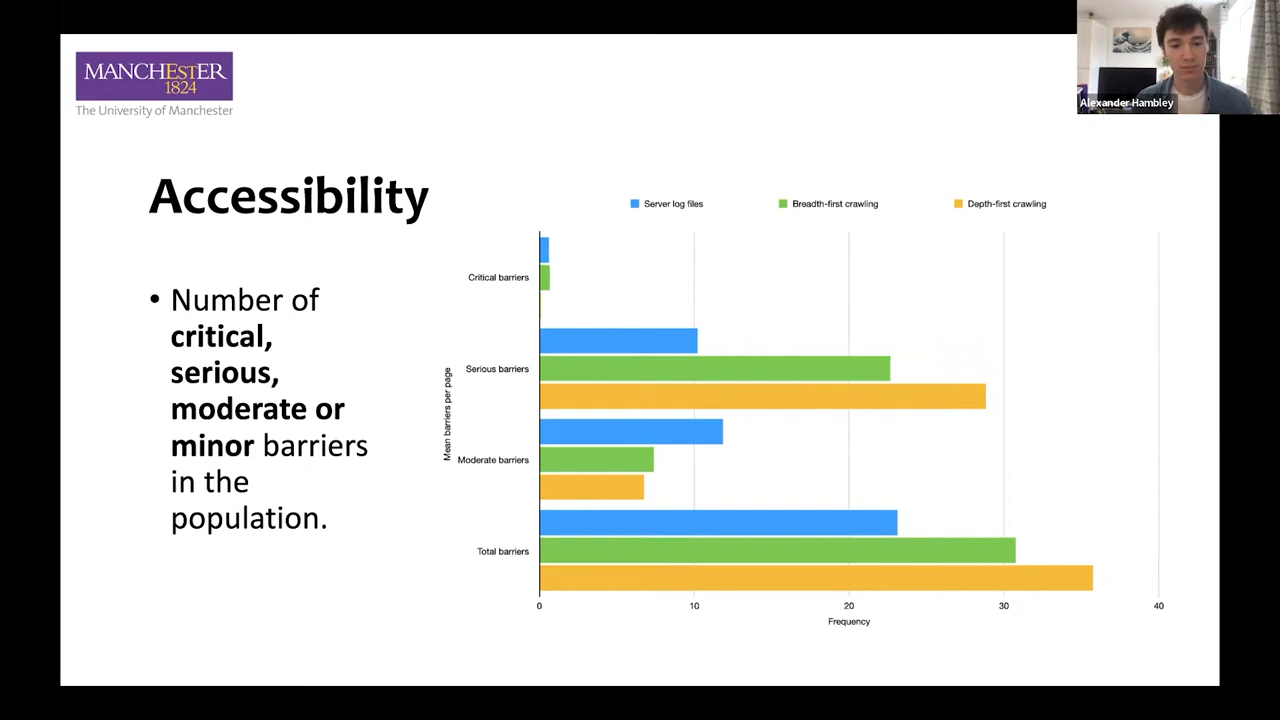 MANCHESTER
1824
The University of Manchester
Alexander Hambley
Accessibility
• Number of
critical,
serious,
moderate or
minor barriers
in the
population.
Server log files
Breadth-first crawling
Depth-first crawling
Mean barriers per page
Critical barriers
Serious barriers
Moderate barriers
Total barriers
0 10 20 30 40
Frequency